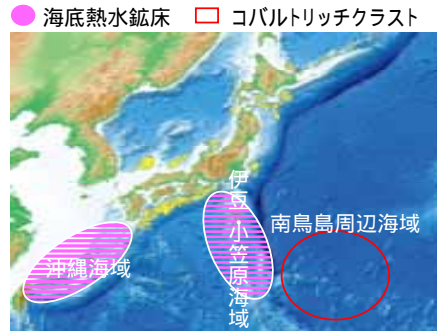 海底熱水鉱床 コバルトリッチクラスト
伊豆・小笠原海域
南鳥島周辺海域
沖縄海域